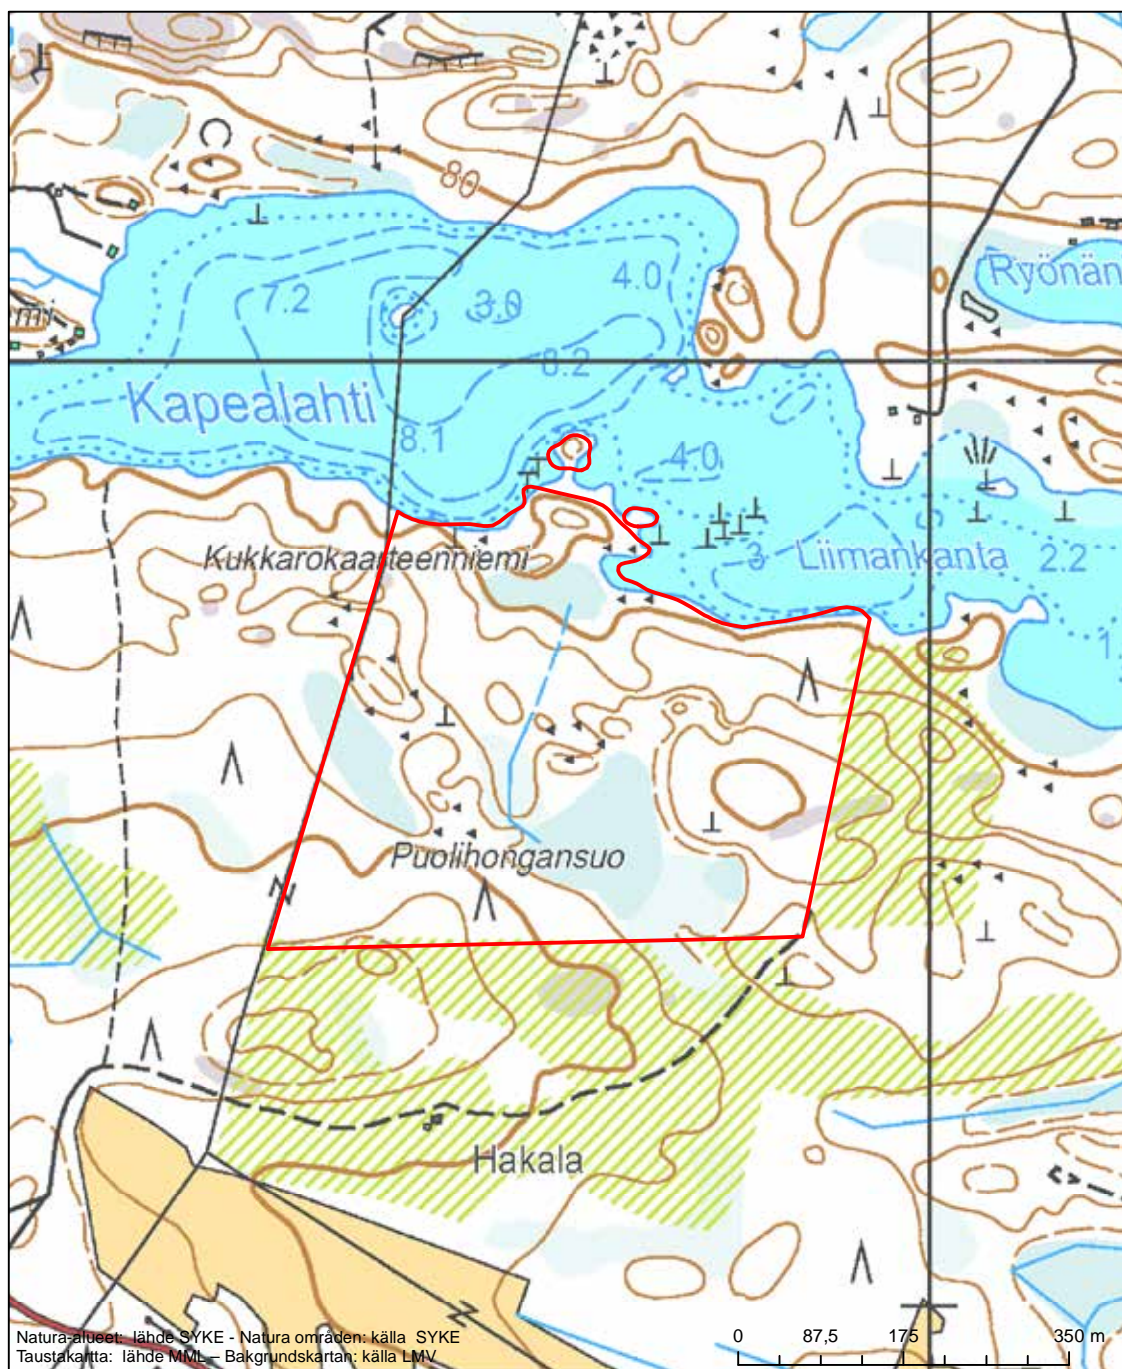 80
Ryönän
7.2
3.0
4.0
mi
8.2
Kapealahti
8.1
4.0
Kukkarokaarteenniemi
3
Liimankanta
2.2
1.
Puolihongansuo
Hakala
Natura-alueet: lähde SYKE - Natura områden: källa SYKE
Taustakartta: lähde MML – Bakgrundskartan: källa LMV
0 87,5 175 350 m